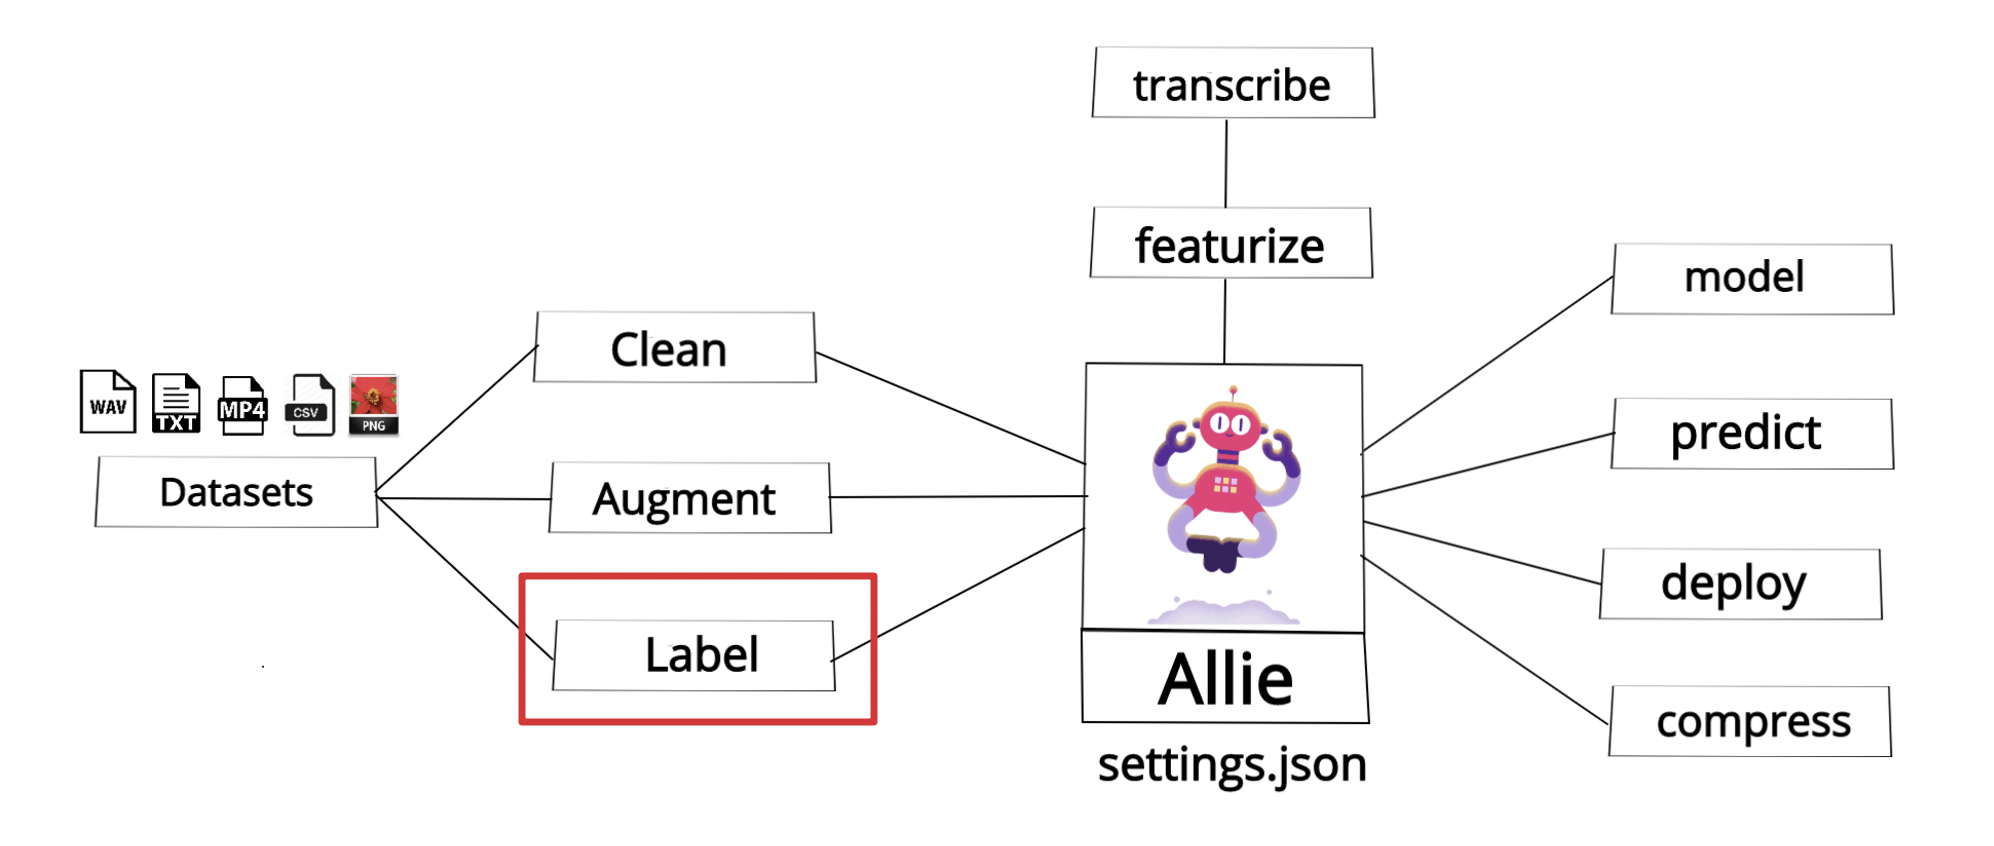 transcribe
featurize
model
Clean
WAV
TXT
MP4
CSV
PNG
predict
Datasets
Augment
deploy
Label
Allie
compress
settings.json